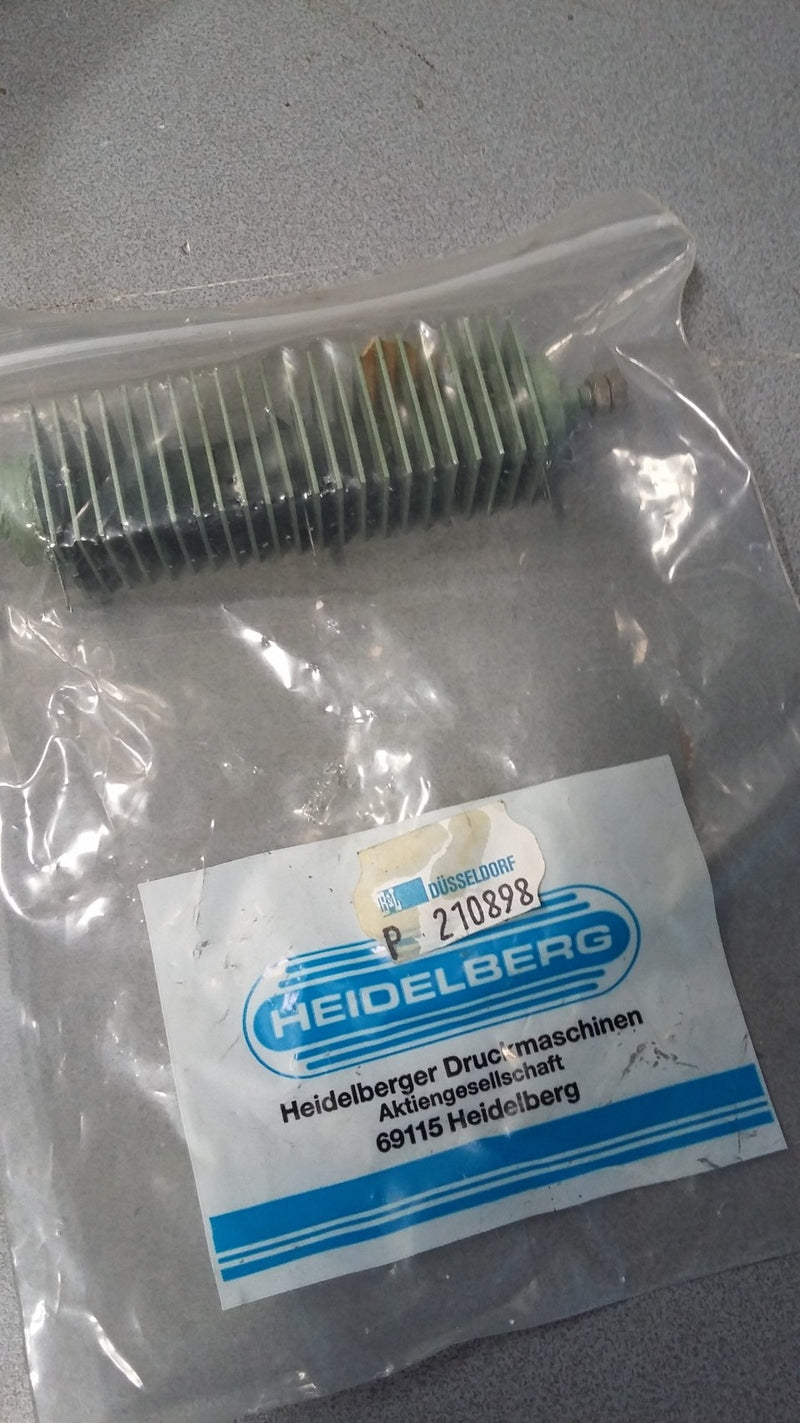 DÜSSELDORF
P 210898
HEIDELBERG
Heidelberger Druckmaschinen
Aktiengesellschaft
69115 Heidelberg